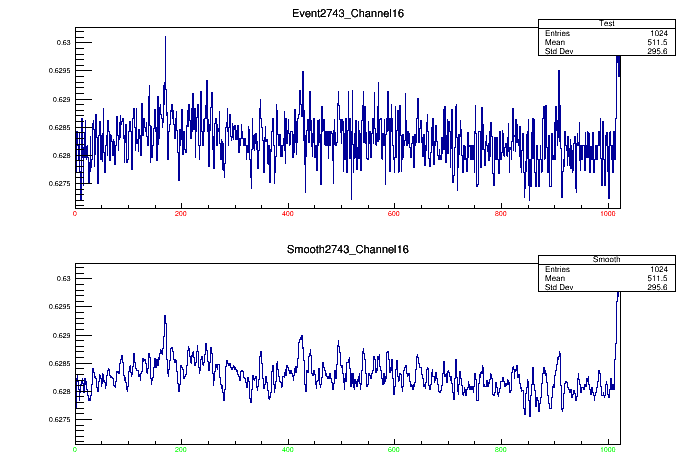 Event2743_Channel16
Test
Entries 1024
Mean 511.5
Std Dev 295.6
0.63
0.6295
0.629
0.6285
0.628
0.6275
0 200 400 600 800 1000
Smooth2743_Channel16
Smooth
Entries 1024
Mean 511.5
Std Dev 295.6
0.63
0.6295
0.629
0.6285
0.628
0.6275
0 200 400 600 800 1000